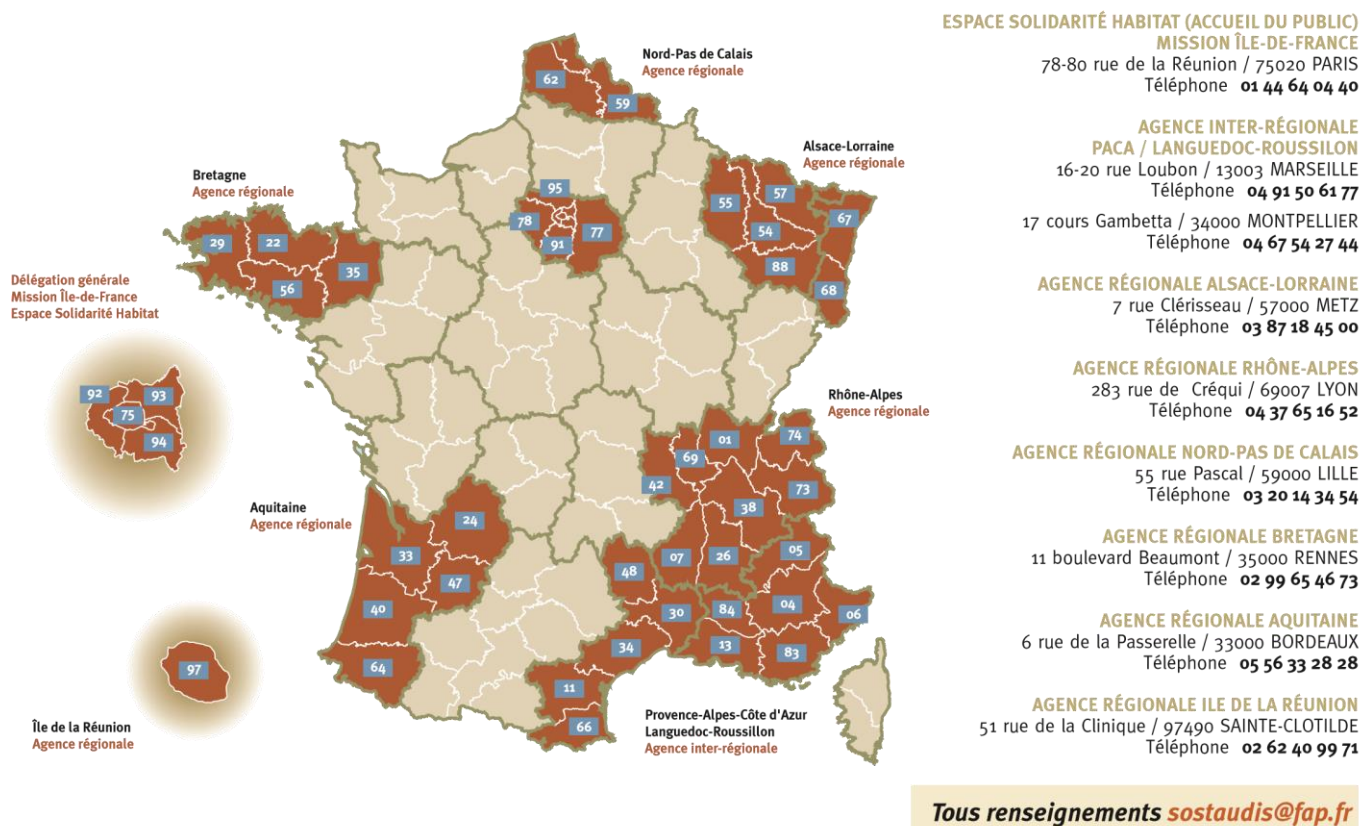 Nord-Pas de Calais
Agence régionale
62
59
Alsace-Lorraine
Agence régionale
Bretagne
Agence régionale
95
57
55
67
78
77
54
91
29
22
35
88
56
68
Délégation générale
Mission Île-de-France
Espace Solidarité Habitat
92
93
75
94
Rhône-Alpes
Agence régionale
01
74
69
42
73
38
Aquitaine
Agence régionale
24
33
07
26
05
48
47
40
30
84
04
06
34
13
83
64
97
11
66
Île de la Réunion
Agence régionale
Provence-Alpes-Côte d'Azur
Languedoc-Roussillon
Agence inter-régionale
ESPACE SOLIDARITÉ HABITAT (ACCUEIL DU PUBLIC)
MISSION ÎLE-DE-FRANCE
78-80 rue de la Réunion / 75020 PARIS
Téléphone 01 44 64 04 40
AGENCE INTER-RÉGIONALE
PACA / LANGUEDOC-ROUSSILON
16-20 rue Loubon / 13003 MARSEILLE
Téléphone 04 91 50 61 77
17 cours Gambetta / 34000 MONTPELLIER
Téléphone 04 67 54 27 44
AGENCE RÉGIONALE ALSACE-LORRAINE
7 rue Clérisseau / 57000 METZ
Téléphone 03 87 18 45 00
AGENCE RÉGIONALE RHÔNE-ALPES
283 rue de Créqui / 69007 LYON
Téléphone 04 37 65 16 52
AGENCE RÉGIONALE NORD-PAS DE CALAIS
55 rue Pascal / 59000 LILLE
Téléphone 03 20 14 34 54
AGENCE RÉGIONALE BRETAGNE
11 boulevard Beaumont / 35000 RENNES
Téléphone 02 99 65 46 73
AGENCE RÉGIONALE AQUITAINE
6 rue de la Passerelle / 33000 BORDEAUX
Téléphone 05 56 33 28 28
AGENCE RÉGIONALE ILE DE LA RÉUNION
51 rue de la Clinique / 97490 SAINTE-CLOTILDE
Téléphone 02 62 40 99 71
Tous renseignements sostaudis@fap.fr